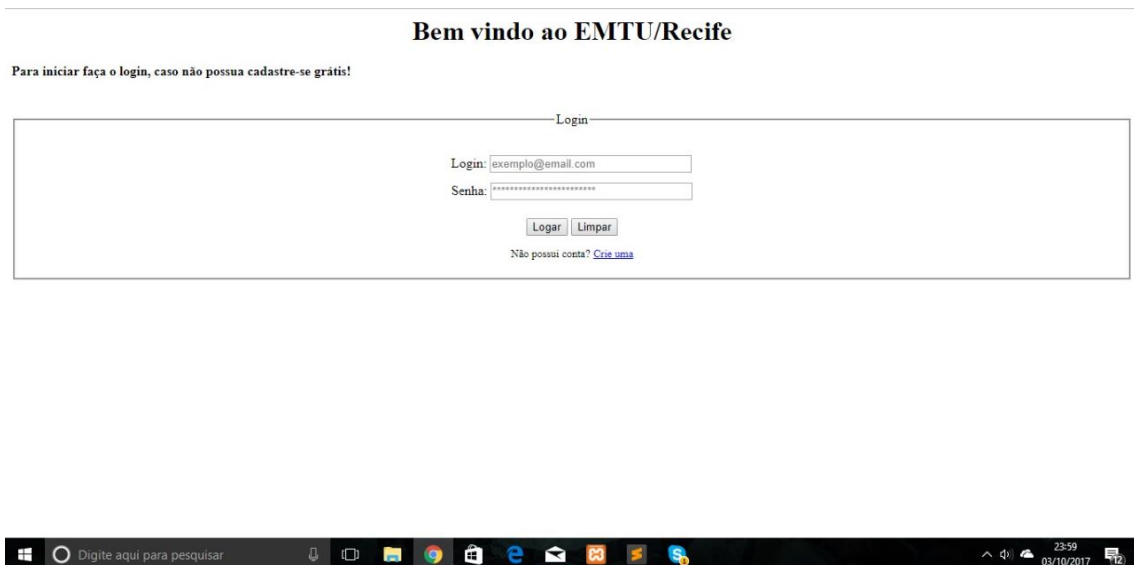 Bem vindo ao EMTU/Recife
Para iniciar faça o login, caso não possua cadastre-se grátis!
Login
Login: exemplo@email.com
Senha: ************************
Logar Limpar
Não possui conta? Crie uma
Digite aqui para pesquisar
23:59
03/10/2017
12